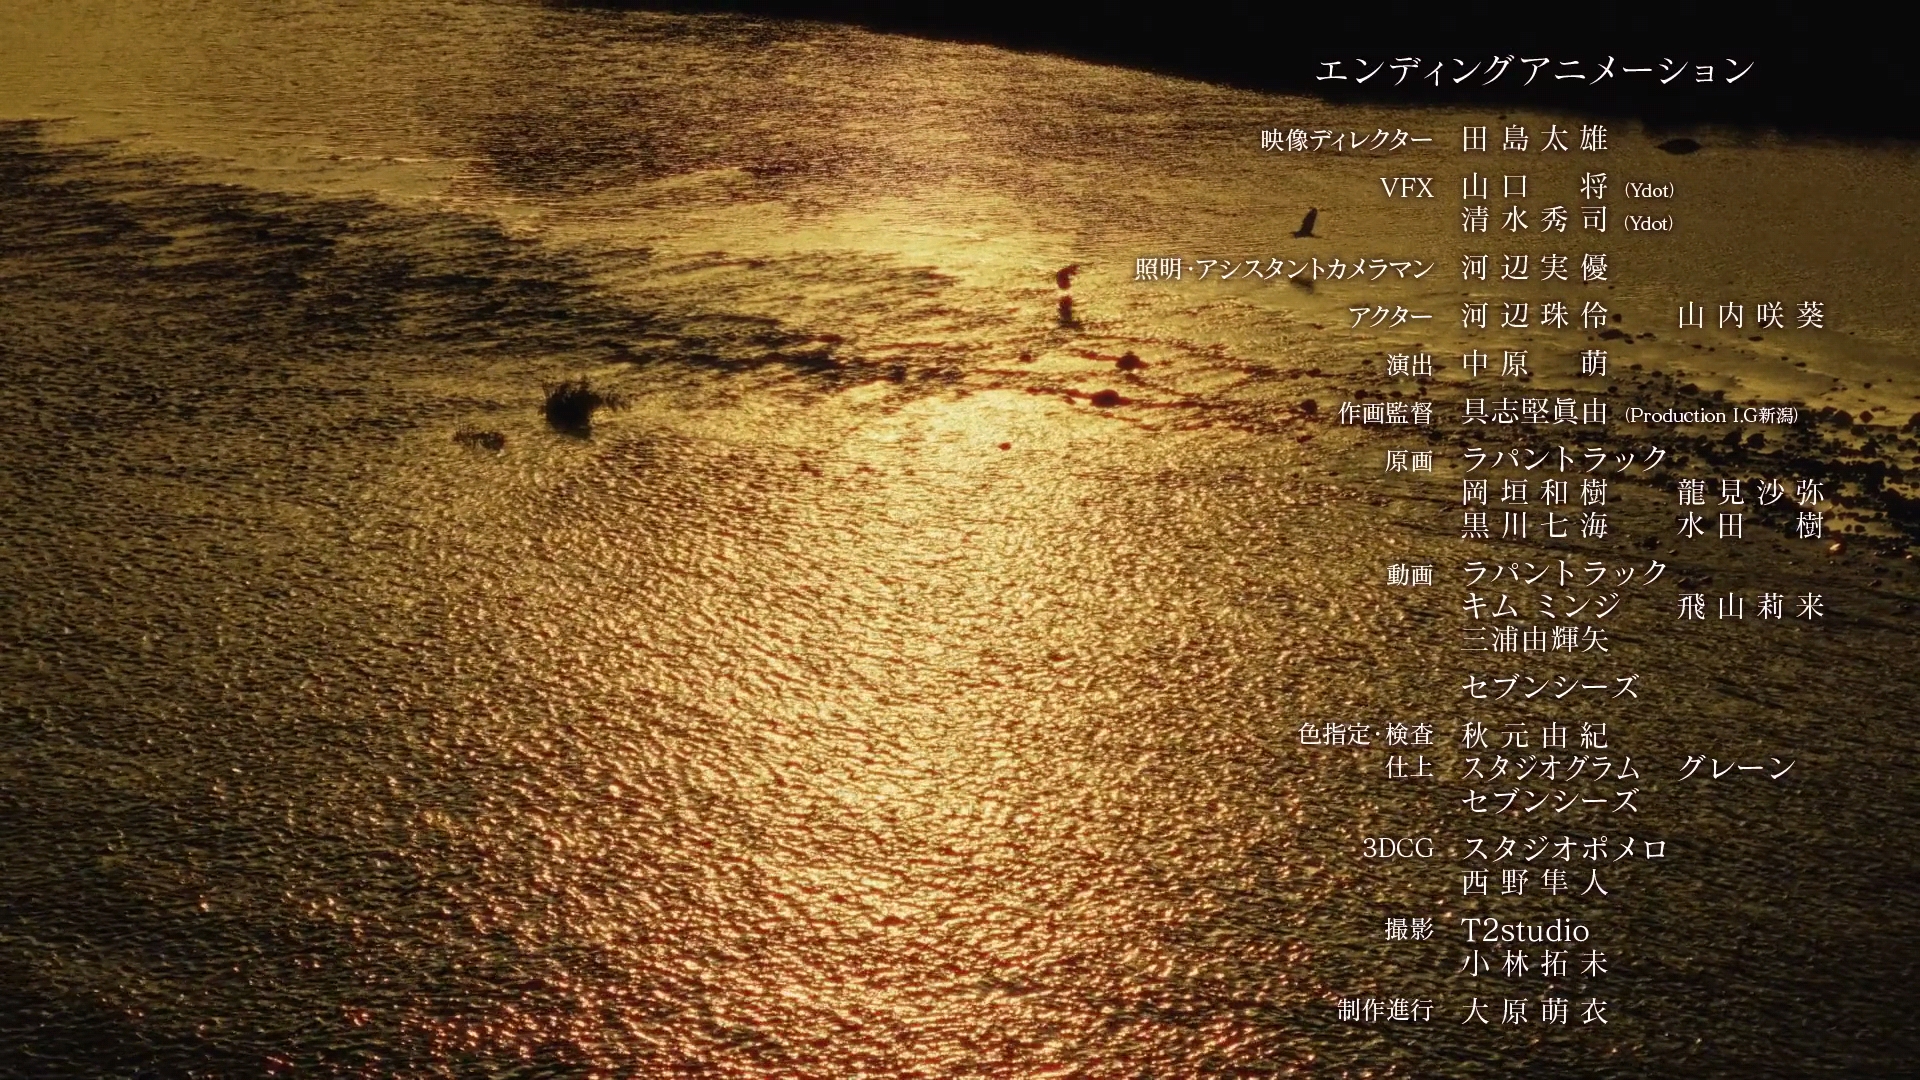 エンディングアニメーション
映像ディレクター 田島太雄
VFX 山口 将 (Ydot)
清水秀司 (Ydot)
照明・アシスタントカメラマン 河辺実優
アクター 河辺珠伶 山内咲葵
演出 中原 萌
作画監督 具志堅眞由 (Production I.G新潟)
原画 ラパントラック
岡垣和樹 龍見沙弥
黒川七海 水田 樹
動画 ラパントラック
キム ミンジ 飛山莉来
三浦由輝矢
セブンシーズ
色指定・検査 秋元由紀
仕上 スタジオグラム グレーン
セブンシーズ
3DCG スタジオポメロ
西野隼人
撮影 T2studio
小林拓未
制作進行 大原萌衣